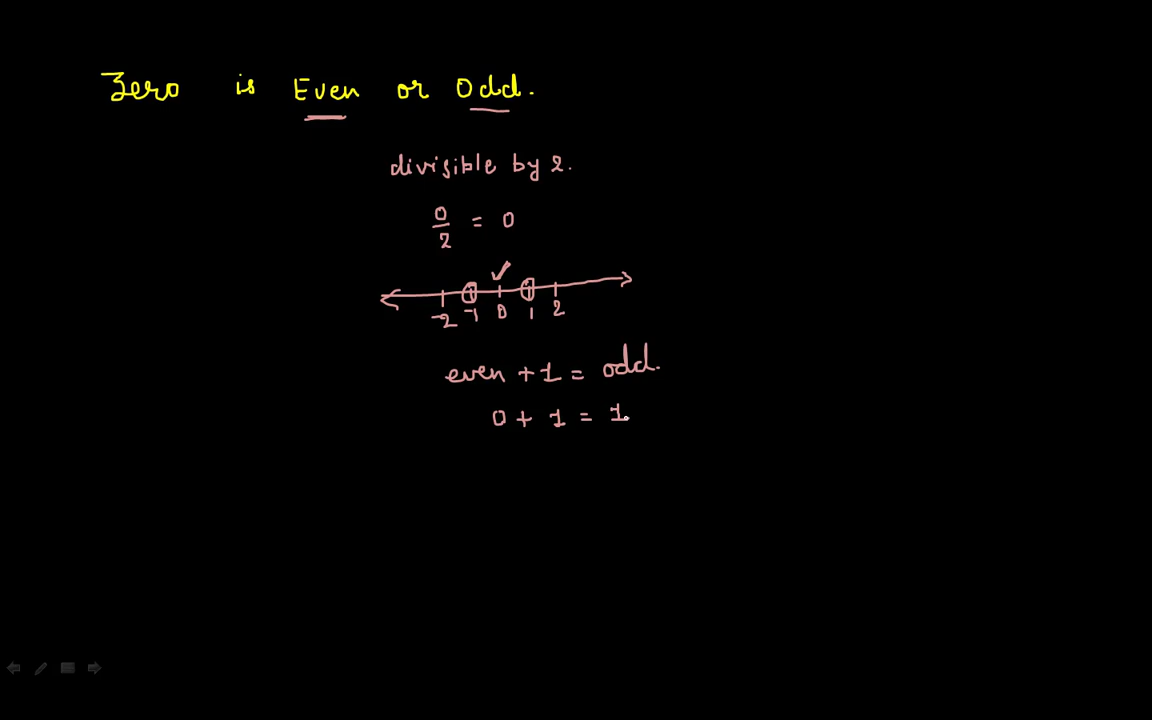 Zero is Even or Odd.
divisible by 2.
0/2 = 0
-2 -1 0 1 2
even + 1 = odd.
0 + 1 = 1